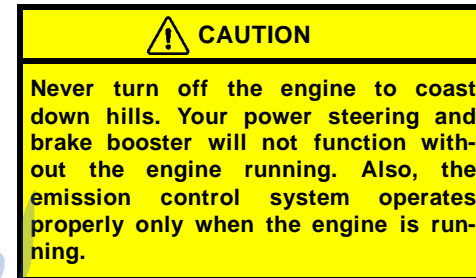 CAUTION
Never turn off the engine to coast
down hills. Your power steering and
brake booster will not function with-
out the engine running. Also, the
emission control system operates
properly only when the engine is run-
ning.